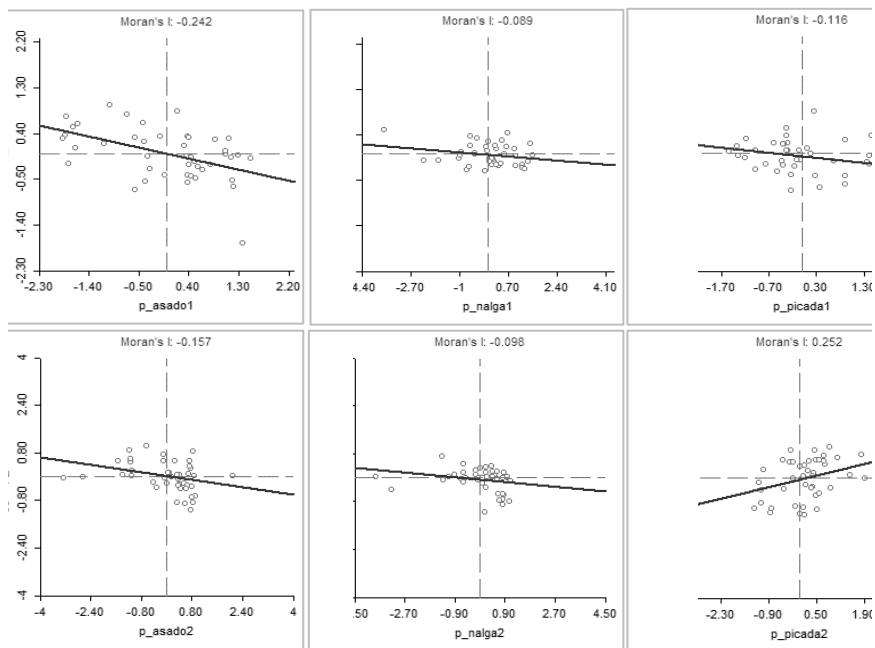 Moran's I: -0.242
2.20
1.30
0.40
-0.50
-1.40
-2.30
-2.30 -1.40 -0.50 0.40 1.30 2.20
p_asado1
Moran's I: -0.089
4.40 -2.70 -1 0.70 2.40 4.10
p_nalga1
Moran's I: -0.116
-1.70 -0.70 0.30 1.30
p_picada1
Moran's I: -0.157
4
2.40
0.80
-0.80
-2.40
-4
-4 -2.40 -0.80 0.80 2.40 4
p_asado2
Moran's I: -0.098
.50 -2.70 -0.90 0.90 2.70 4.50
p_nalga2
Moran's I: 0.252
-2.30 -0.90 0.50 1.90
p_picada2